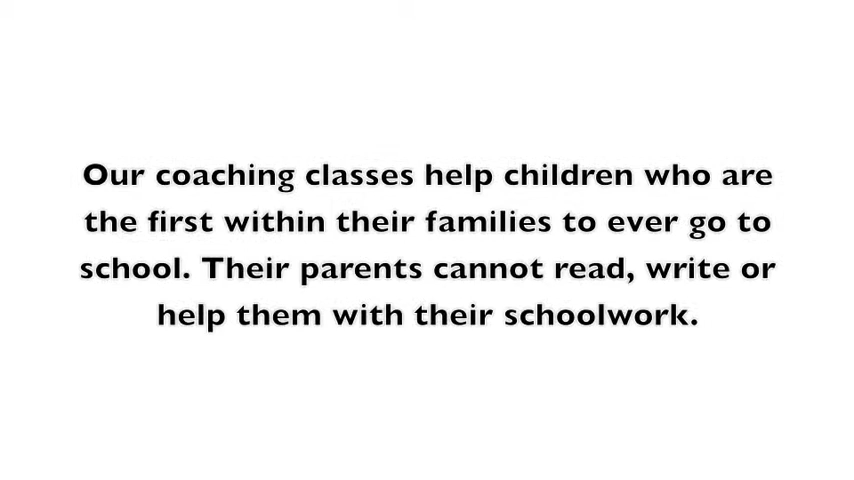 Our coaching classes help children who are
the first within their families to ever go to
school. Their parents cannot read, write or
help them with their schoolwork.